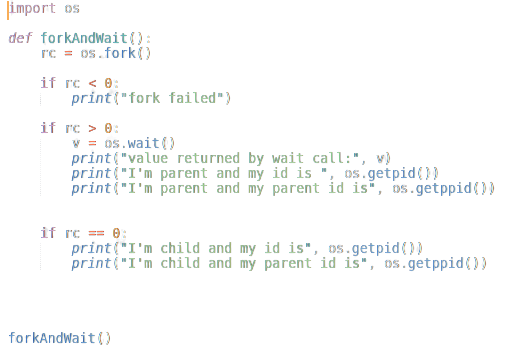 import os
def forkAndWait():
rc = os.fork()
if rc < 0:
print("fork failed")
if rc > 0:
v = os.wait()
print("value returned by wait call:", v)
print("I'm parent and my id is ", os.getpid())
print("I'm parent and my parent id is", os.getppid())
if rc == 0:
print("I'm child and my id is", os.getpid())
print("I'm child and my parent id is", os.getppid())
forkAndWait()